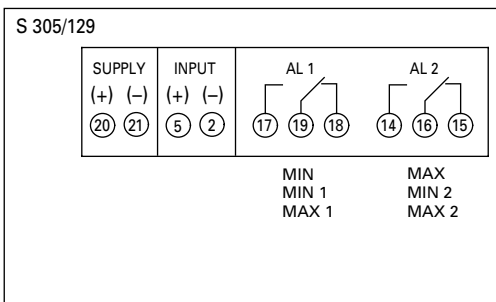 S 305/129
SUPPLY INPUT AL 1 AL 2
(+) (–) (+) (–)
20 21 5 2 17 19 18 14 16 15
MIN MAX
MIN 1 MIN 2
MAX 1 MAX 2